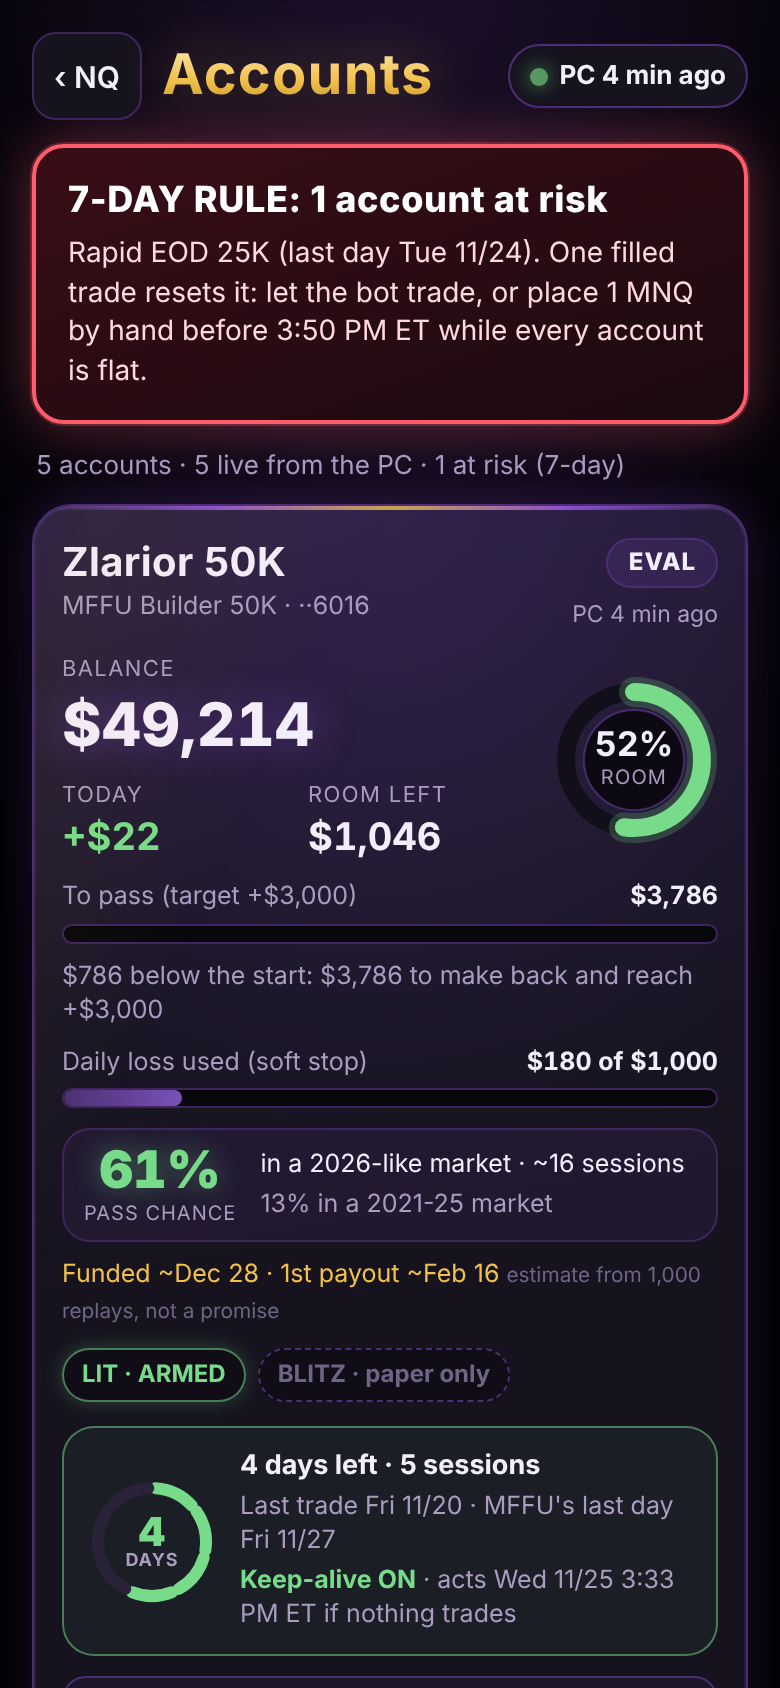 ‹ NQ
Accounts
PC 4 min ago
7-DAY RULE: 1 account at risk
Rapid EOD 25K (last day Tue 11/24). One filled
trade resets it: let the bot trade, or place 1 MNQ
by hand before 3:50 PM ET while every account
is flat.
5 accounts · 5 live from the PC · 1 at risk (7-day)
Zlarior 50K
EVAL
MFFU Builder 50K · ··6016
PC 4 min ago
BALANCE
$49,214
52%
ROOM
TODAY
ROOM LEFT
+$22
$1,046
To pass (target +$3,000)
$3,786
$786 below the start: $3,786 to make back and reach
+$3,000
Daily loss used (soft stop)
$180 of $1,000
61%
PASS CHANCE
in a 2026-like market · ~16 sessions
13% in a 2021-25 market
Funded ~Dec 28 · 1st payout ~Feb 16 estimate from 1,000
replays, not a promise
LIT · ARMED
BLITZ · paper only
4
DAYS
4 days left · 5 sessions
Last trade Fri 11/20 · MFFU's last day
Fri 11/27
Keep-alive ON · acts Wed 11/25 3:33
PM ET if nothing trades